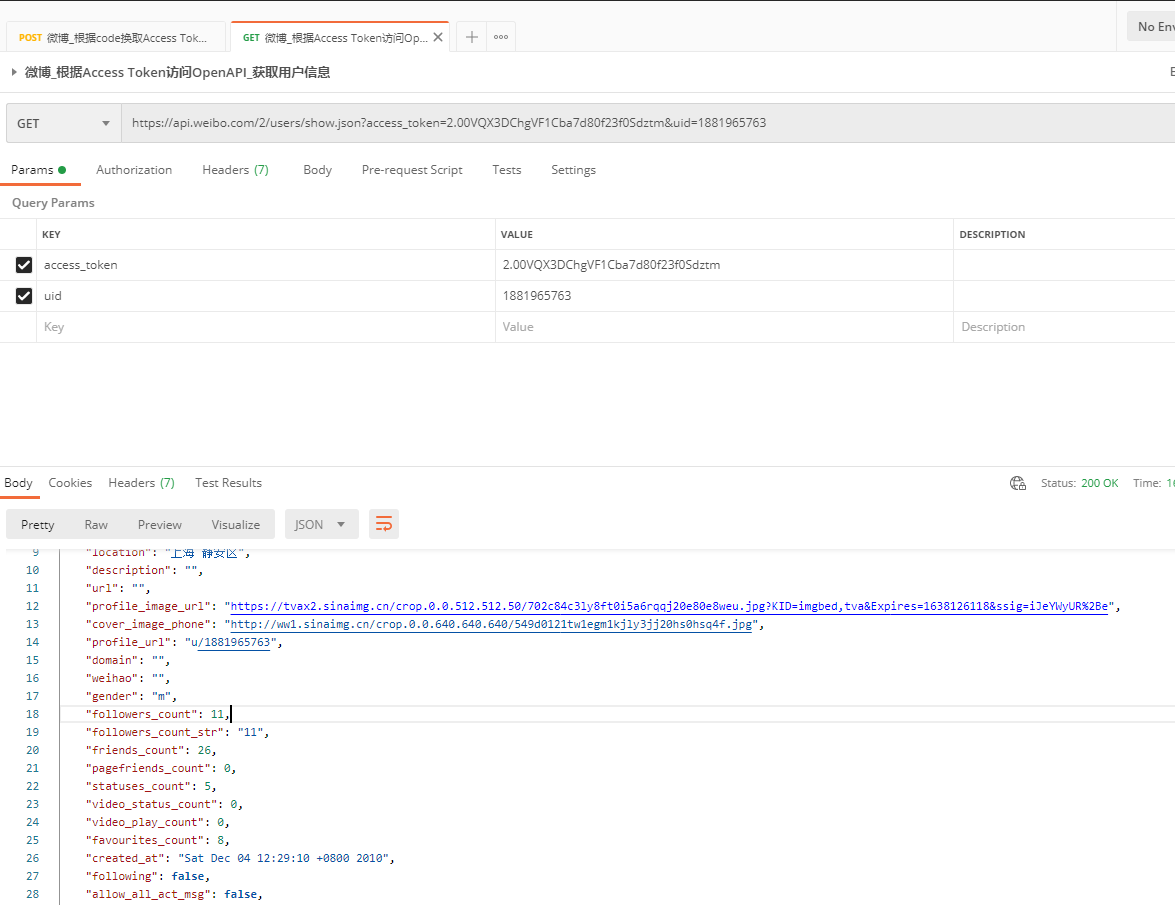 POST 微博_根据code换取Access Tok...
GET 微博_根据Access Token访问Op...
No Env
微博_根据Access Token访问OpenAPI_获取用户信息
GET https://api.weibo.com/2/users/show.json?access_token=2.00VQX3DChgVF1Cba7d80f23f0Sdztm&uid=1881965763
Params Authorization Headers (7) Body Pre-request Script Tests Settings
Query Params
KEY VALUE DESCRIPTION
access_token 2.00VQX3DChgVF1Cba7d80f23f0Sdztm
uid 1881965763
Key Value Description
Body Cookies Headers (7) Test Results Status: 200 OK Time: 16
Pretty Raw Preview Visualize JSON
9 "location": "上海 静安区",
10 "description": "",
11 "url": "",
12 "profile_image_url": "https://tvax2.sinaimg.cn/crop.0.0.512.512.50/702c84c3ly8ft0i5a6rqqj20e80e8weu.jpg?KID=imgbed,tva&Expires=1638126118&ssig=iJeYWyUR%2Be",
13 "cover_image_phone": "http://ww1.sinaimg.cn/crop.0.0.640.640.640/549d0121tw1egm1kjly3jj20hs0hsq4f.jpg",
14 "profile_url": "u/1881965763",
15 "domain": "",
16 "weihao": "",
17 "gender": "m",
18 "followers_count": 11,
19 "followers_count_str": "11",
20 "friends_count": 26,
21 "pagefriends_count": 0,
22 "statuses_count": 5,
23 "video_status_count": 0,
24 "video_play_count": 0,
25 "favourites_count": 8,
26 "created_at": "Sat Dec 04 12:29:10 +0800 2010",
27 "following": false,
28 "allow_all_act_msg": false,